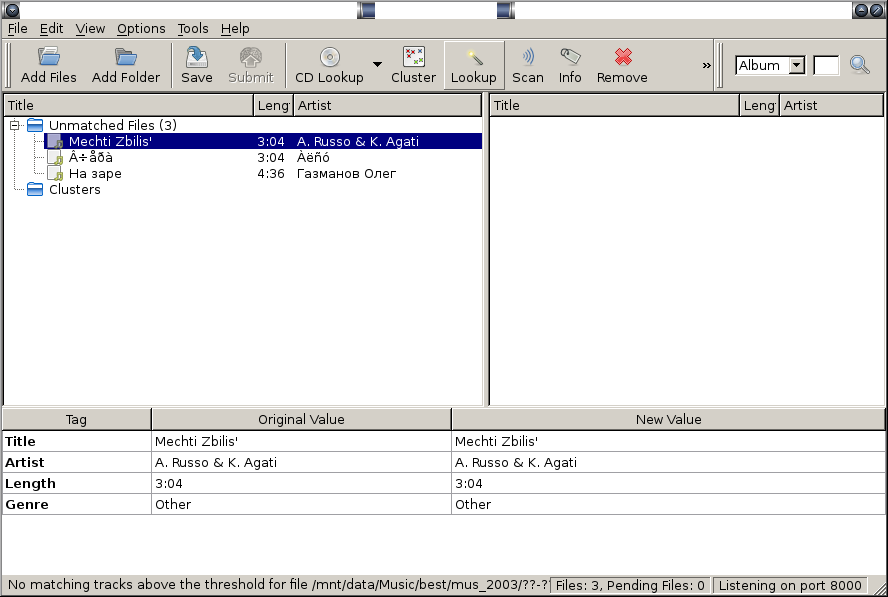 File Edit View Options Tools Help
Add Files Add Folder Save Submit CD Lookup Cluster Lookup Scan Info Remove » Album
Title Leng Artist Title Leng Artist
Unmatched Files (3)
Mechti Zbilis' 3:04 A. Russo & K. Agati
Â÷åðà 3:04 Àëñó
На заре 4:36 Газманов Олег
Clusters
Tag Original Value New Value
Title Mechti Zbilis' Mechti Zbilis'
Artist A. Russo & K. Agati A. Russo & K. Agati
Length 3:04 3:04
Genre Other Other
No matching tracks above the threshold for file /mnt/data/Music/best/mus_2003/??-? Files: 3, Pending Files: 0 Listening on port 8000